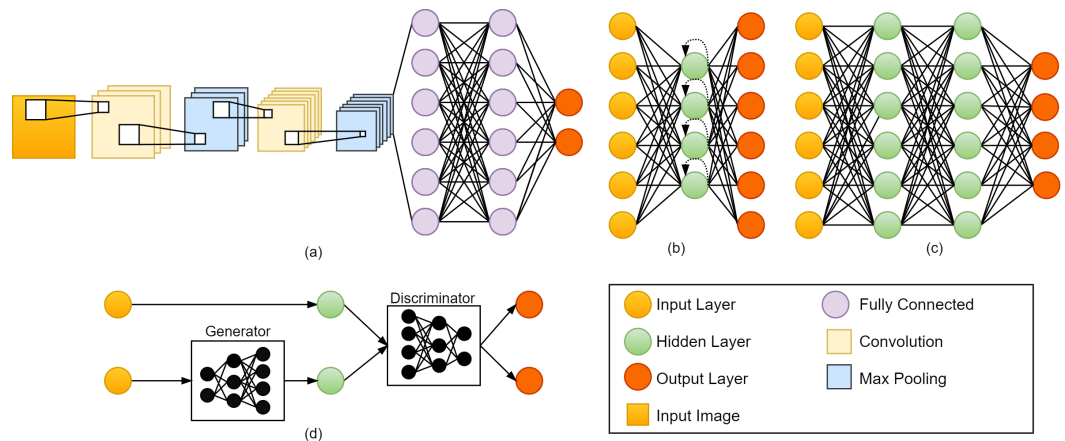 (a)
(b)
(c)
Generator
Discriminator
(d)
Input Layer
Hidden Layer
Output Layer
Input Image
Fully Connected
Convolution
Max Pooling